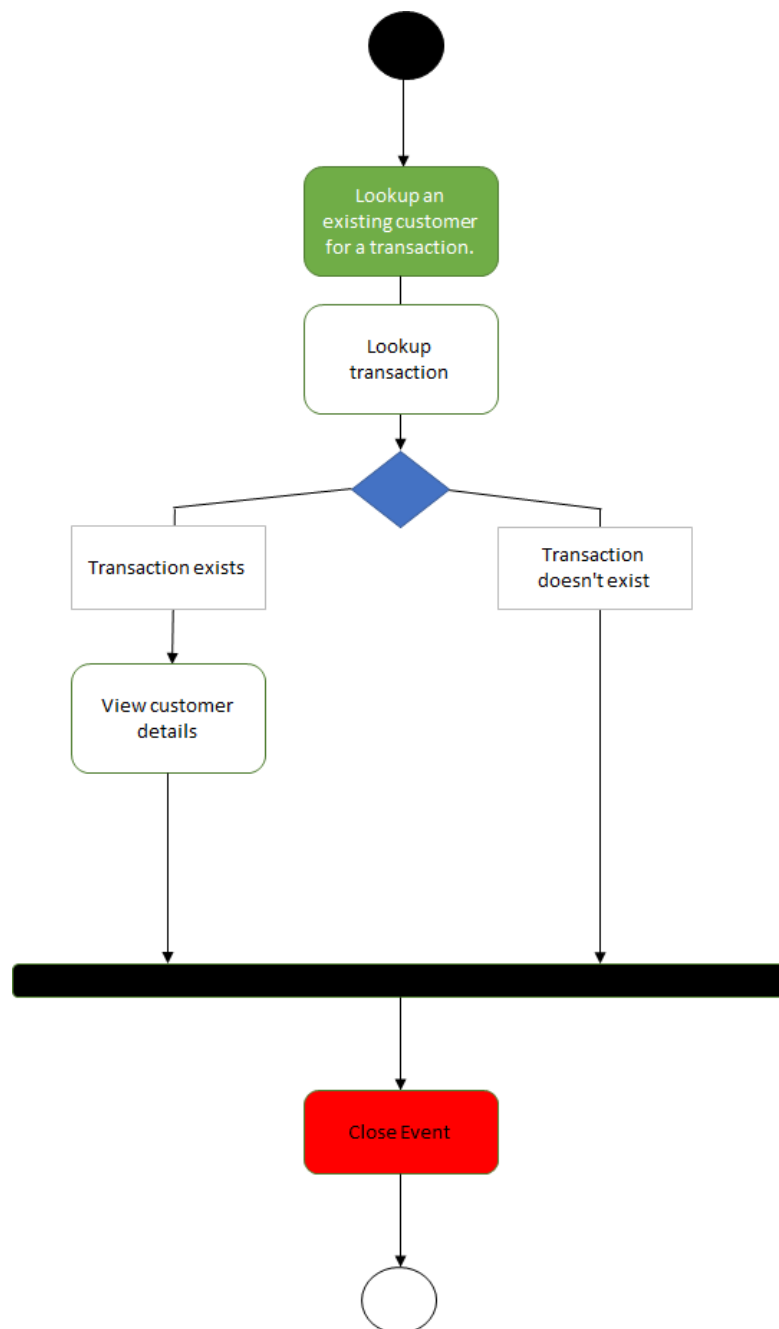 Lookup an
existing customer
for a transaction.
Lookup
transaction
Transaction exists
Transaction
doesn't exist
View customer
details
Close Event